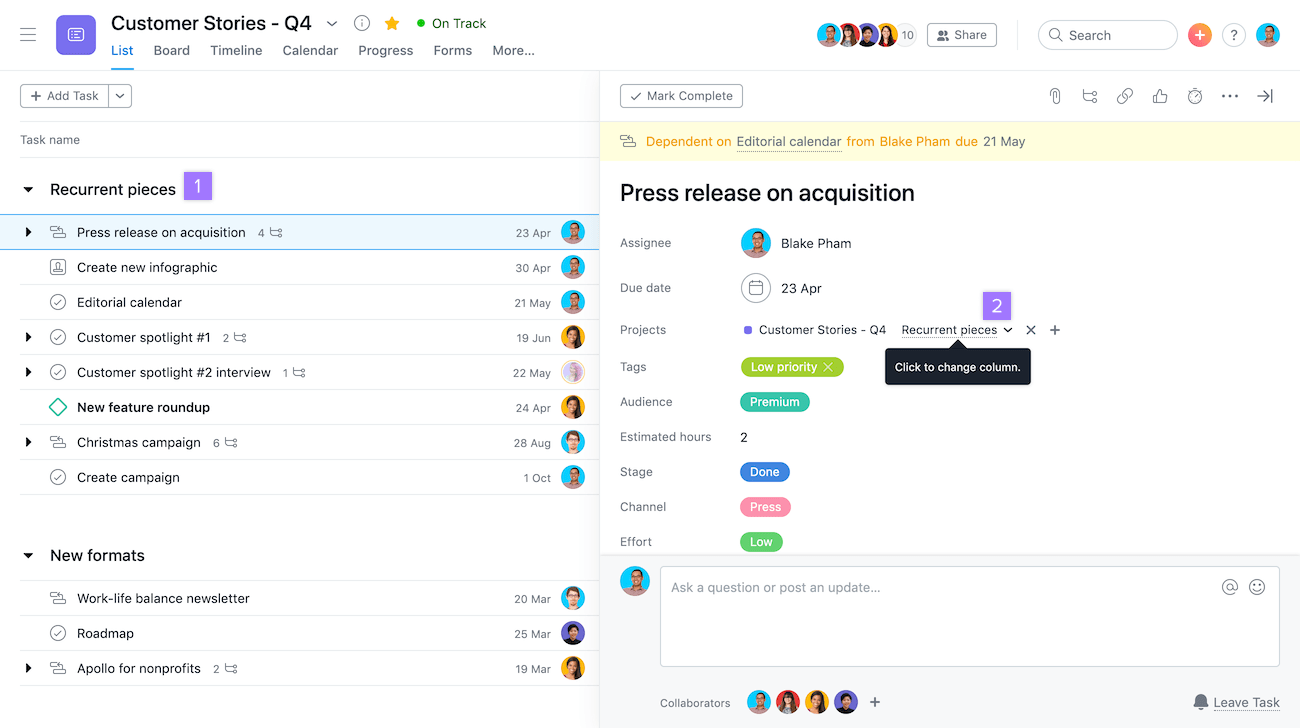 Customer Stories - Q4
On Track
List Board Timeline Calendar Progress Forms More...
10
Share
Search
?
+ Add Task
Task name
Recurrent pieces 1
Press release on acquisition 4 23 Apr
Create new infographic 30 Apr
Editorial calendar 21 May
Customer spotlight #1 2 19 Jun
Customer spotlight #2 interview 1 22 May
New feature roundup 24 Apr
Christmas campaign 6 28 Aug
Create campaign 1 Oct
New formats
Work-life balance newsletter 20 Mar
Roadmap 25 Mar
Apollo for nonprofits 2 19 Mar
Mark Complete
Dependent on Editorial calendar from Blake Pham due 21 May
Press release on acquisition
Assignee Blake Pham
Due date 23 Apr
2
Projects Customer Stories - Q4 Recurrent pieces
Click to change column.
Tags Low priority
Audience Premium
Estimated hours 2
Stage Done
Channel Press
Effort Low
Ask a question or post an update...
Collaborators
Leave Task